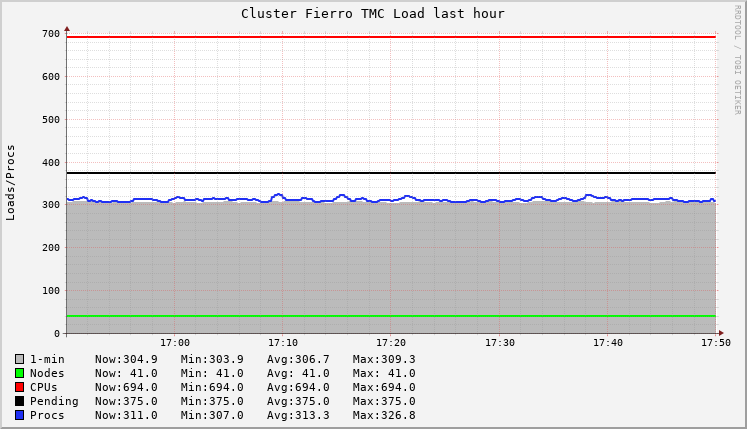 Cluster Fierro TMC Load last hour
RRDTOOL / TOBI OETIKER
Loads/Procs
700
600
500
400
300
200
100
0
17:00 17:10 17:20 17:30 17:40 17:50
1-min Now:304.9 Min:303.9 Avg:306.7 Max:309.3
Nodes Now: 41.0 Min: 41.0 Avg: 41.0 Max: 41.0
CPUs Now:694.0 Min:694.0 Avg:694.0 Max:694.0
Pending Now:375.0 Min:375.0 Avg:375.0 Max:375.0
Procs Now:311.0 Min:307.0 Avg:313.3 Max:326.8